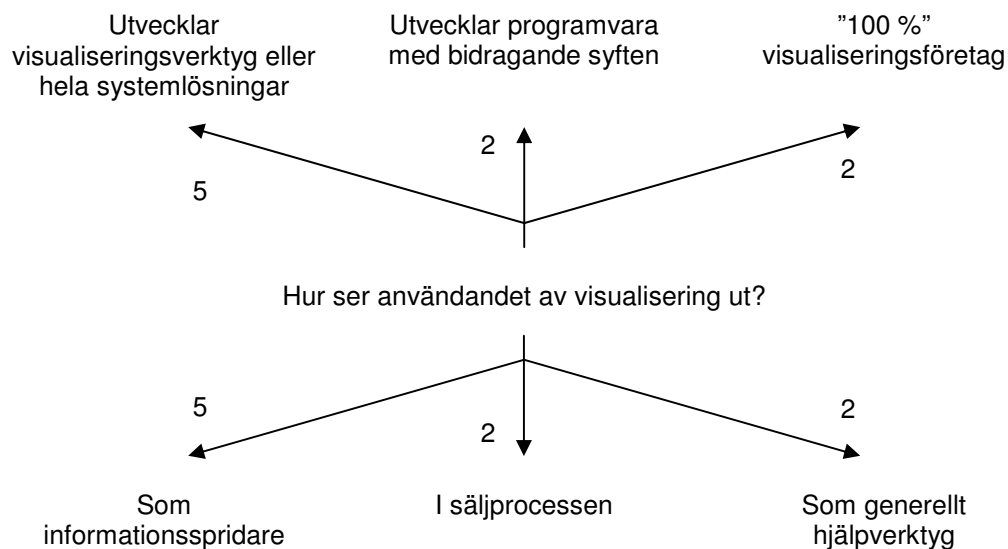 Utvecklar
visualiseringsverktyg eller
hela systemlösningar
Utvecklar programvara
med bidragande syften
”100 %”
visualiseringsföretag
5
2
2
Hur ser användandet av visualisering ut?
5
2
2
Som
informationsspridare
I säljprocessen
Som generellt
hjälpverktyg